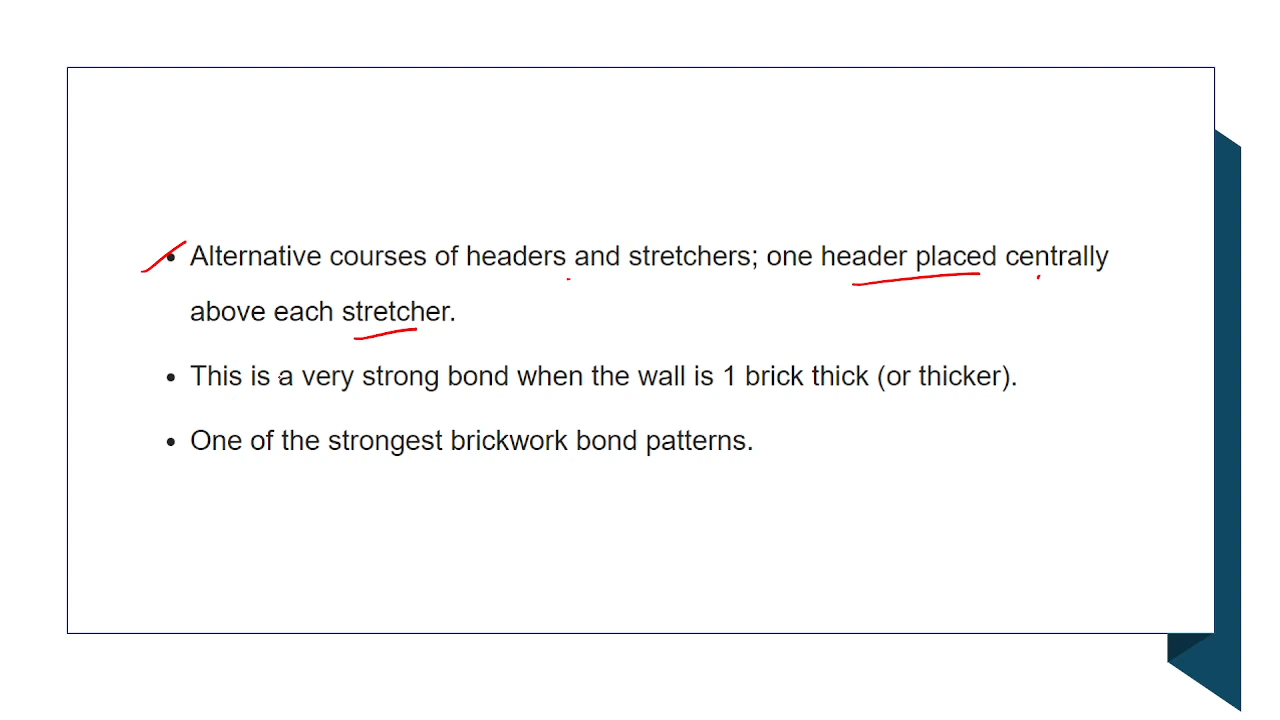 • Alternative courses of headers and stretchers; one header placed centrally
above each stretcher.
• This is a very strong bond when the wall is 1 brick thick (or thicker).
• One of the strongest brickwork bond patterns.